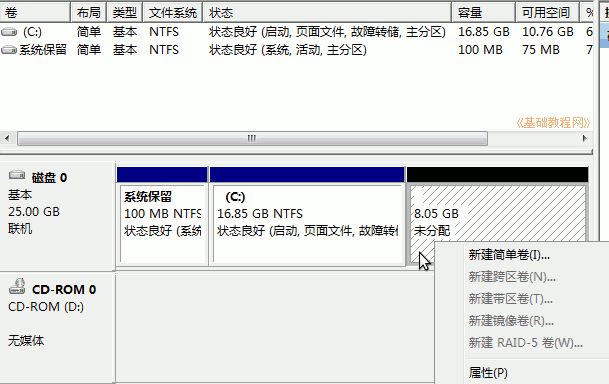 卷 布局 类型 文件系统 状态 容量 可用空间 %
(C:) 简单 基本 NTFS 状态良好 (启动, 页面文件, 故障转储, 主分区) 16.85 GB 10.76 GB 6
系统保留 简单 基本 NTFS 状态良好 (系统, 活动, 主分区) 100 MB 75 MB 7
《基础教程网》
磁盘 0
基本
25.00 GB
联机
系统保留
100 MB NTFS
状态良好 (系统
(C:)
16.85 GB NTFS
状态良好 (启动, 页面文件, 故障转储
8.05 GB
未分配
新建简单卷(I)...
新建跨区卷(N)...
新建带区卷(T)...
新建镜像卷(R)...
新建 RAID-5 卷(W)...
属性(P)
CD-ROM 0
CD-ROM (D:)
无媒体